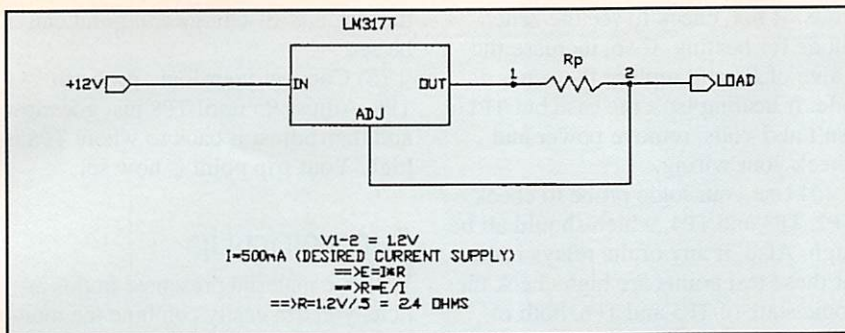 LM317T
+12V
IN
OUT
ADJ
1
Rp
2
LOAD
V1-2 = 1.2V
I=500mA (DESIRED CURRENT SUPPLY)
==>E=I*R
==>R=E/I
==>R=1.2V/.5 = 2.4 OHMS